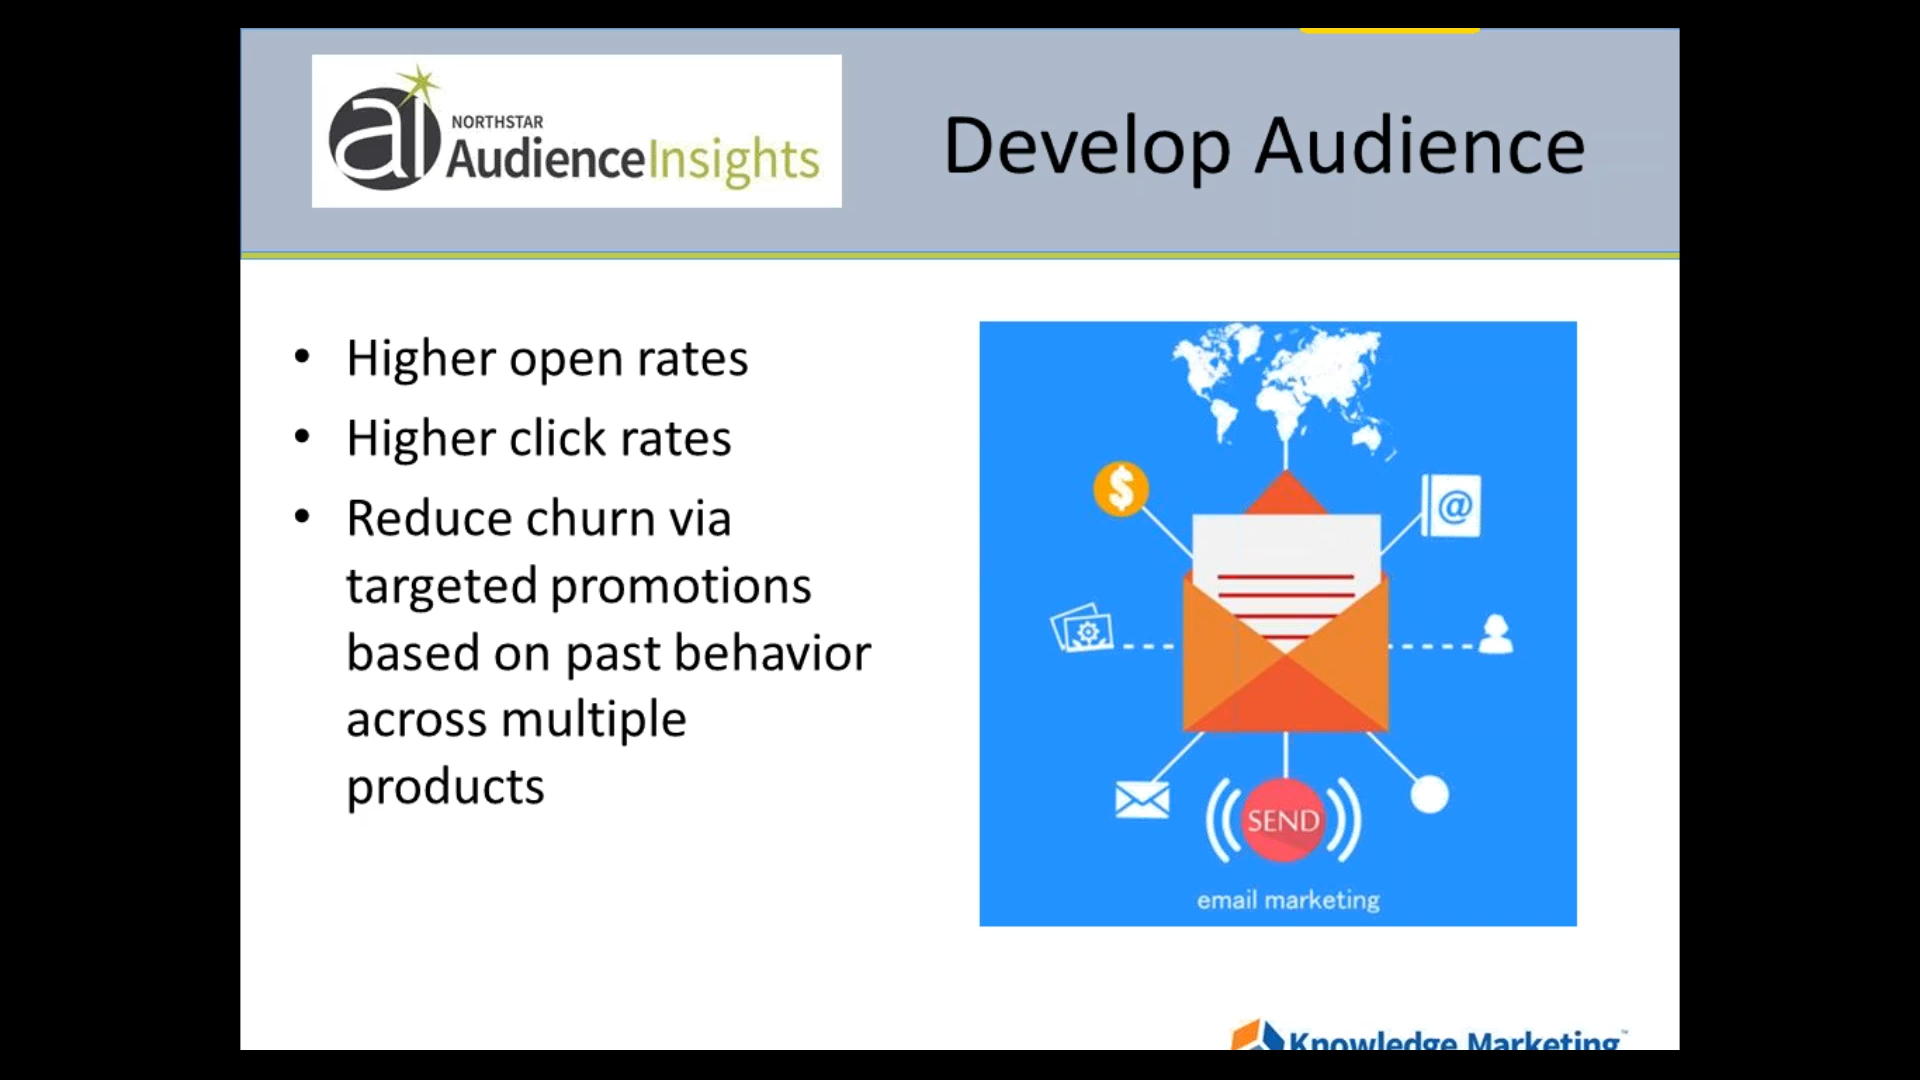 NORTHSTAR
AudienceInsights
Develop Audience
• Higher open rates
• Higher click rates
• Reduce churn via
targeted promotions
based on past behavior
across multiple
products
$
@
SEND
email marketing
Knowledge Marketing™